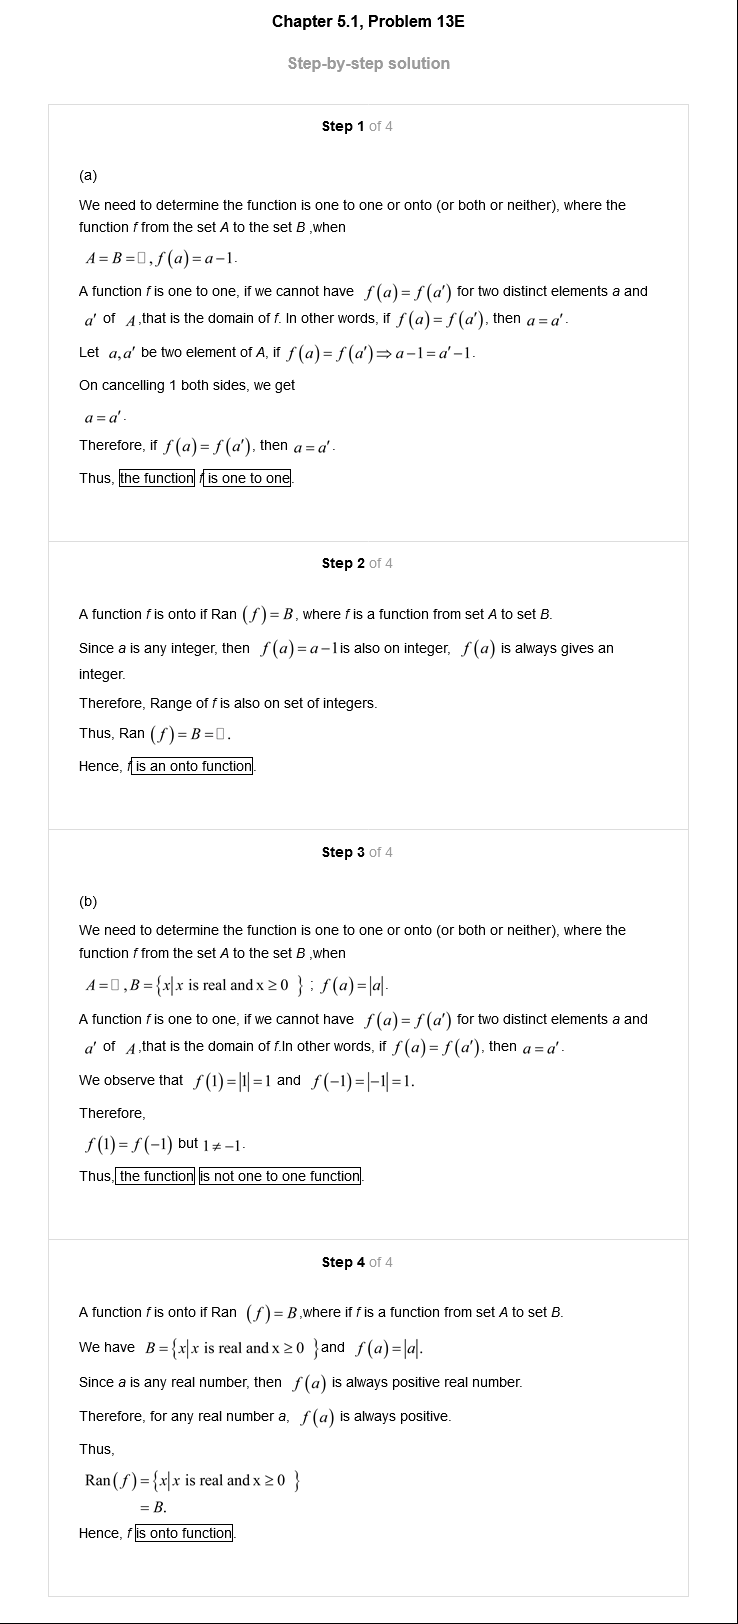 Chapter 5.1, Problem 13E
Step-by-step solution
Step 1 of 4
(a)
We need to determine the function is one to one or onto (or both or neither), where the
function f from the set A to the set B ,when
A = B = □ , f(a) = a−1.
A function f is one to one, if we cannot have f(a) = f(a′) for two distinct elements a and
a′ of A ,that is the domain of f. In other words, if f(a) = f(a′), then a = a′.
Let a,a′ be two element of A, if f(a) = f(a′) ⇒ a−1 = a′−1.
On cancelling 1 both sides, we get
a = a′.
Therefore, if f(a) = f(a′), then a = a′.
Thus, the function f is one to one.
Step 2 of 4
A function f is onto if Ran (f) = B, where f is a function from set A to set B.
Since a is any integer, then f(a) = a−1 is also on integer, f(a) is always gives an
integer.
Therefore, Range of f is also on set of integers.
Thus, Ran (f) = B = □.
Hence, f is an onto function.
Step 3 of 4
(b)
We need to determine the function is one to one or onto (or both or neither), where the
function f from the set A to the set B ,when
A = □ , B = {x|x is real and x ≥ 0 } ; f(a) = |a|.
A function f is one to one, if we cannot have f(a) = f(a′) for two distinct elements a and
a′ of A ,that is the domain of f.In other words, if f(a) = f(a′), then a = a′.
We observe that f(1) = |1| = 1 and f(−1) = |−1| = 1.
Therefore,
f(1) = f(−1) but 1 ≠ −1.
Thus, the function is not one to one function.
Step 4 of 4
A function f is onto if Ran (f) = B ,where if f is a function from set A to set B.
We have B = {x|x is real and x ≥ 0 } and f(a) = |a|.
Since a is any real number, then f(a) is always positive real number.
Therefore, for any real number a, f(a) is always positive.
Thus,
Ran(f) = {x|x is real and x ≥ 0 }
= B.
Hence, f is onto function.